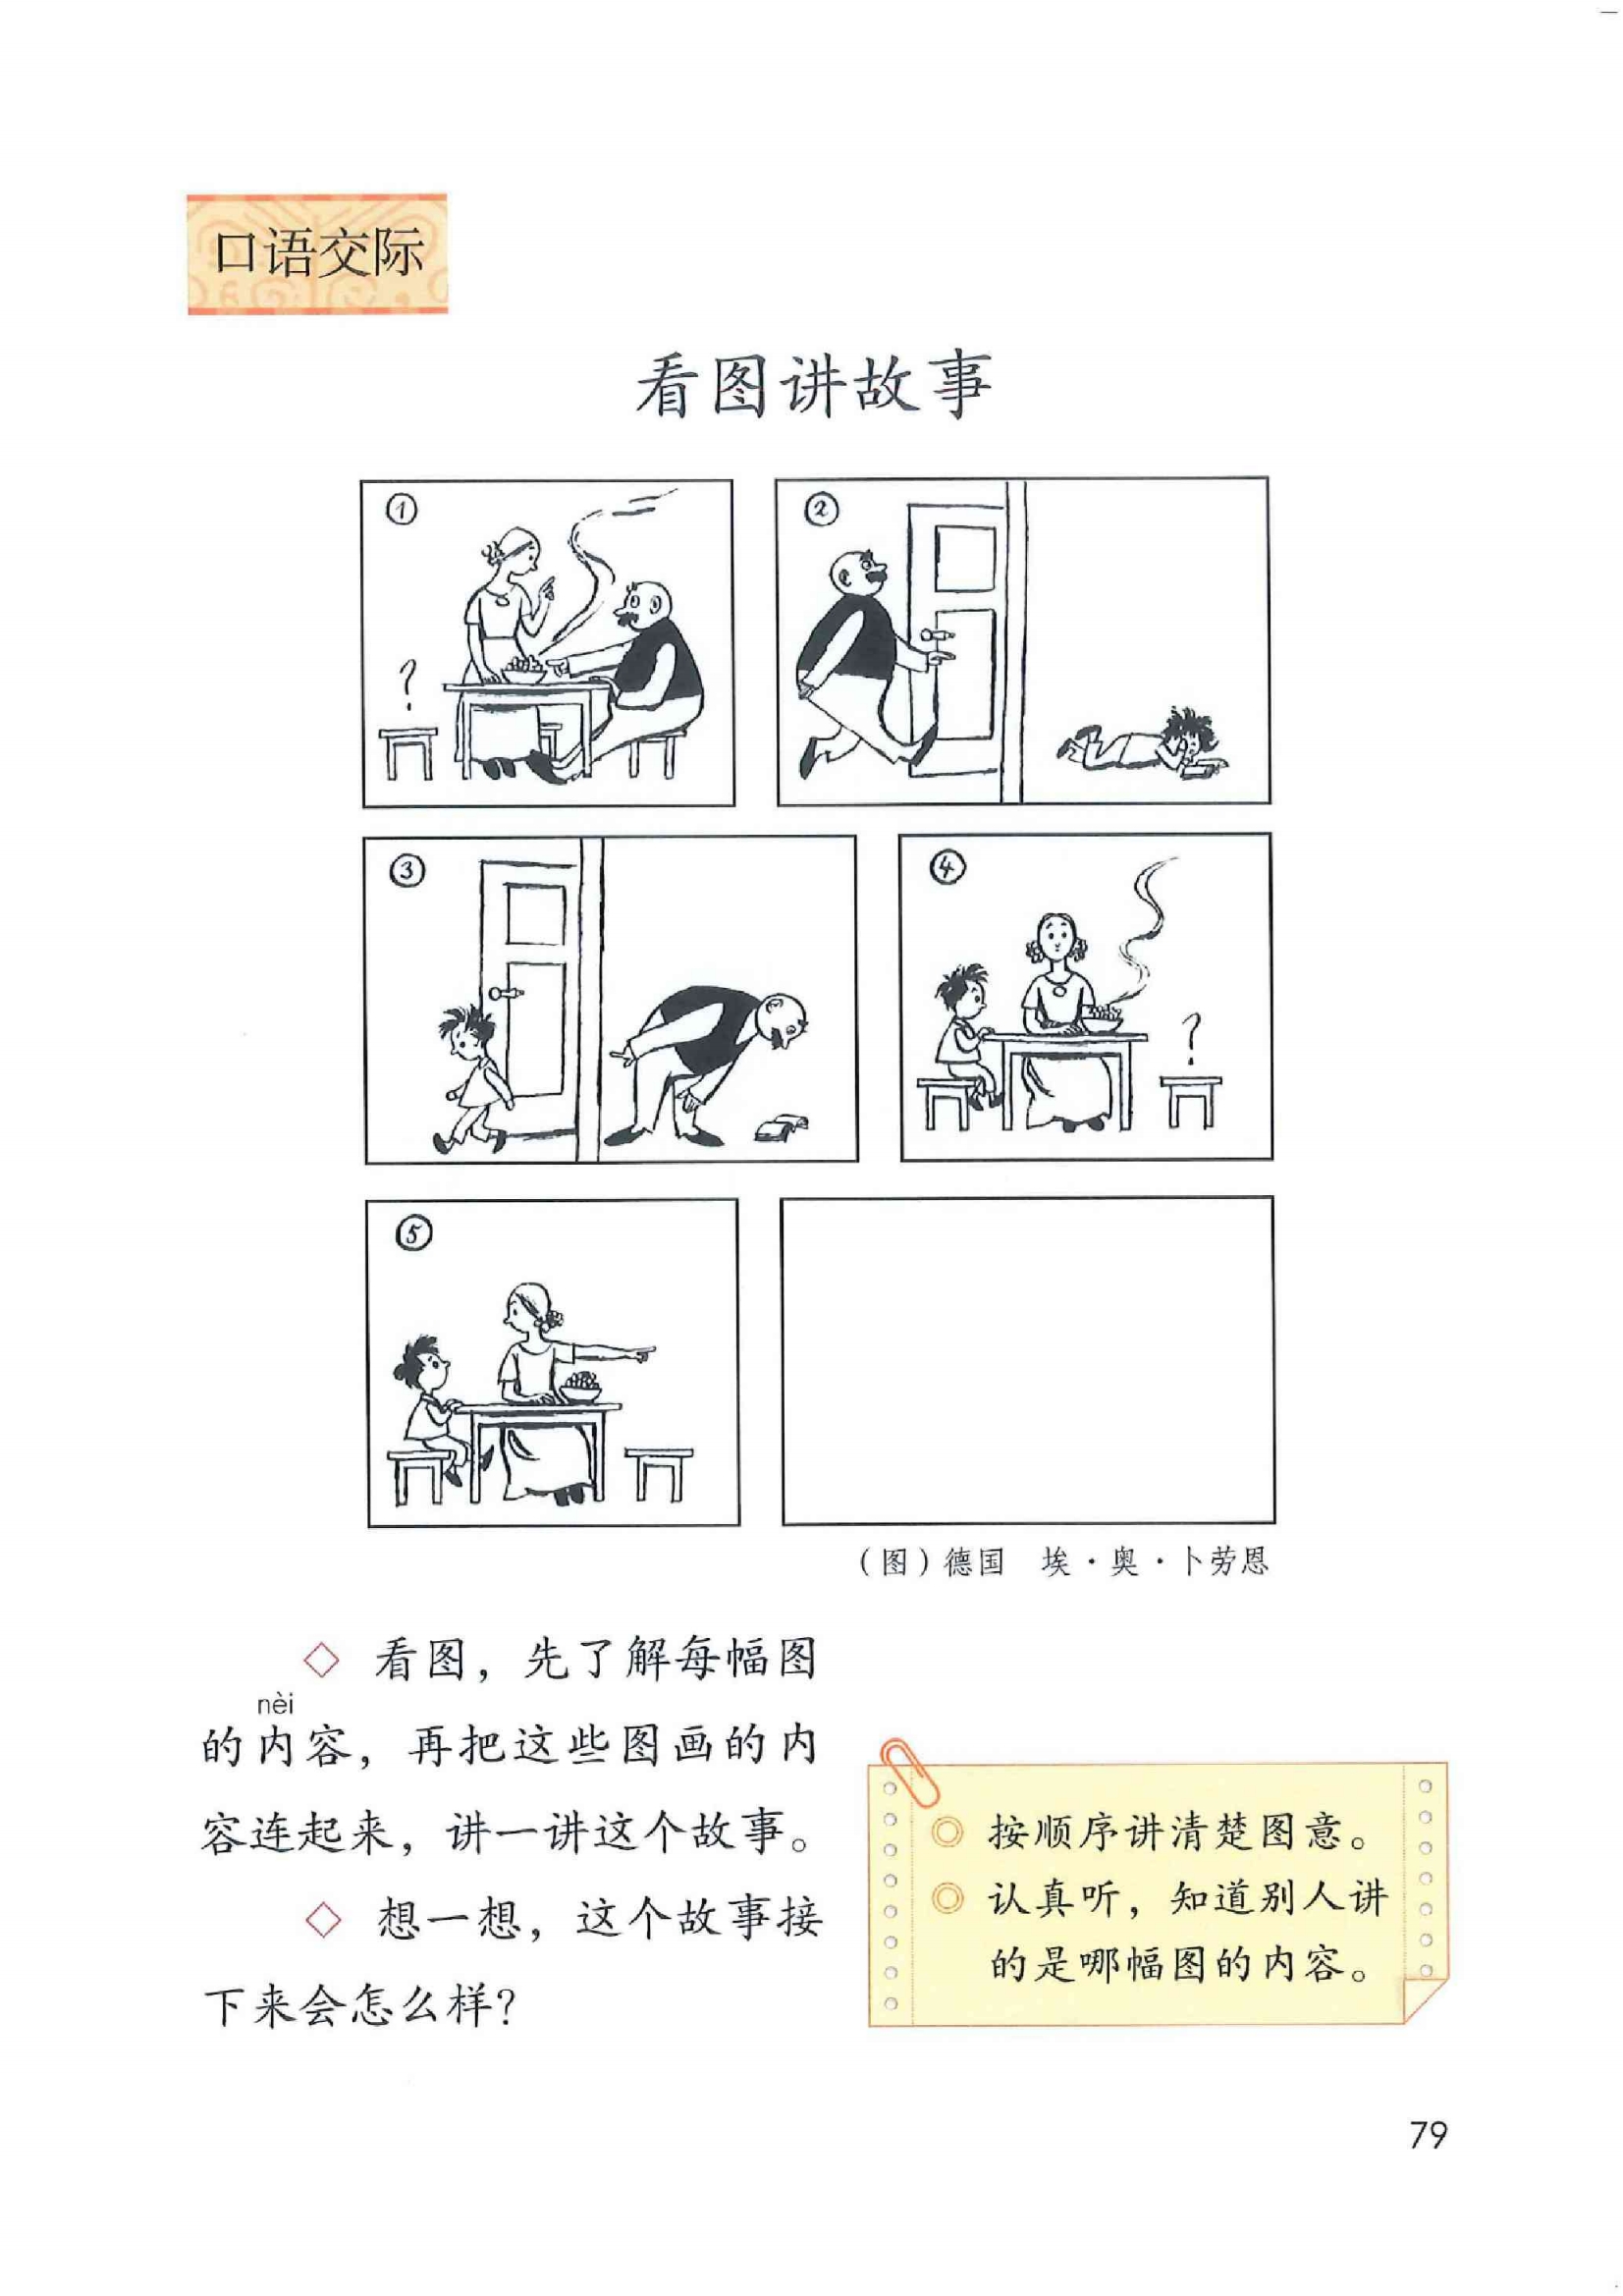 口语交际
看图讲故事
①
②
?
③
④
?
⑤
（图）德国 埃·奥·卜劳恩
◇ 看图，先了解每幅图
nèi
的内容，再把这些图画的内
容连起来，讲一讲这个故事。
◇ 想一想，这个故事接
下来会怎么样？
◎ 按顺序讲清楚图意。
◎ 认真听，知道别人讲
的是哪幅图的内容。
79